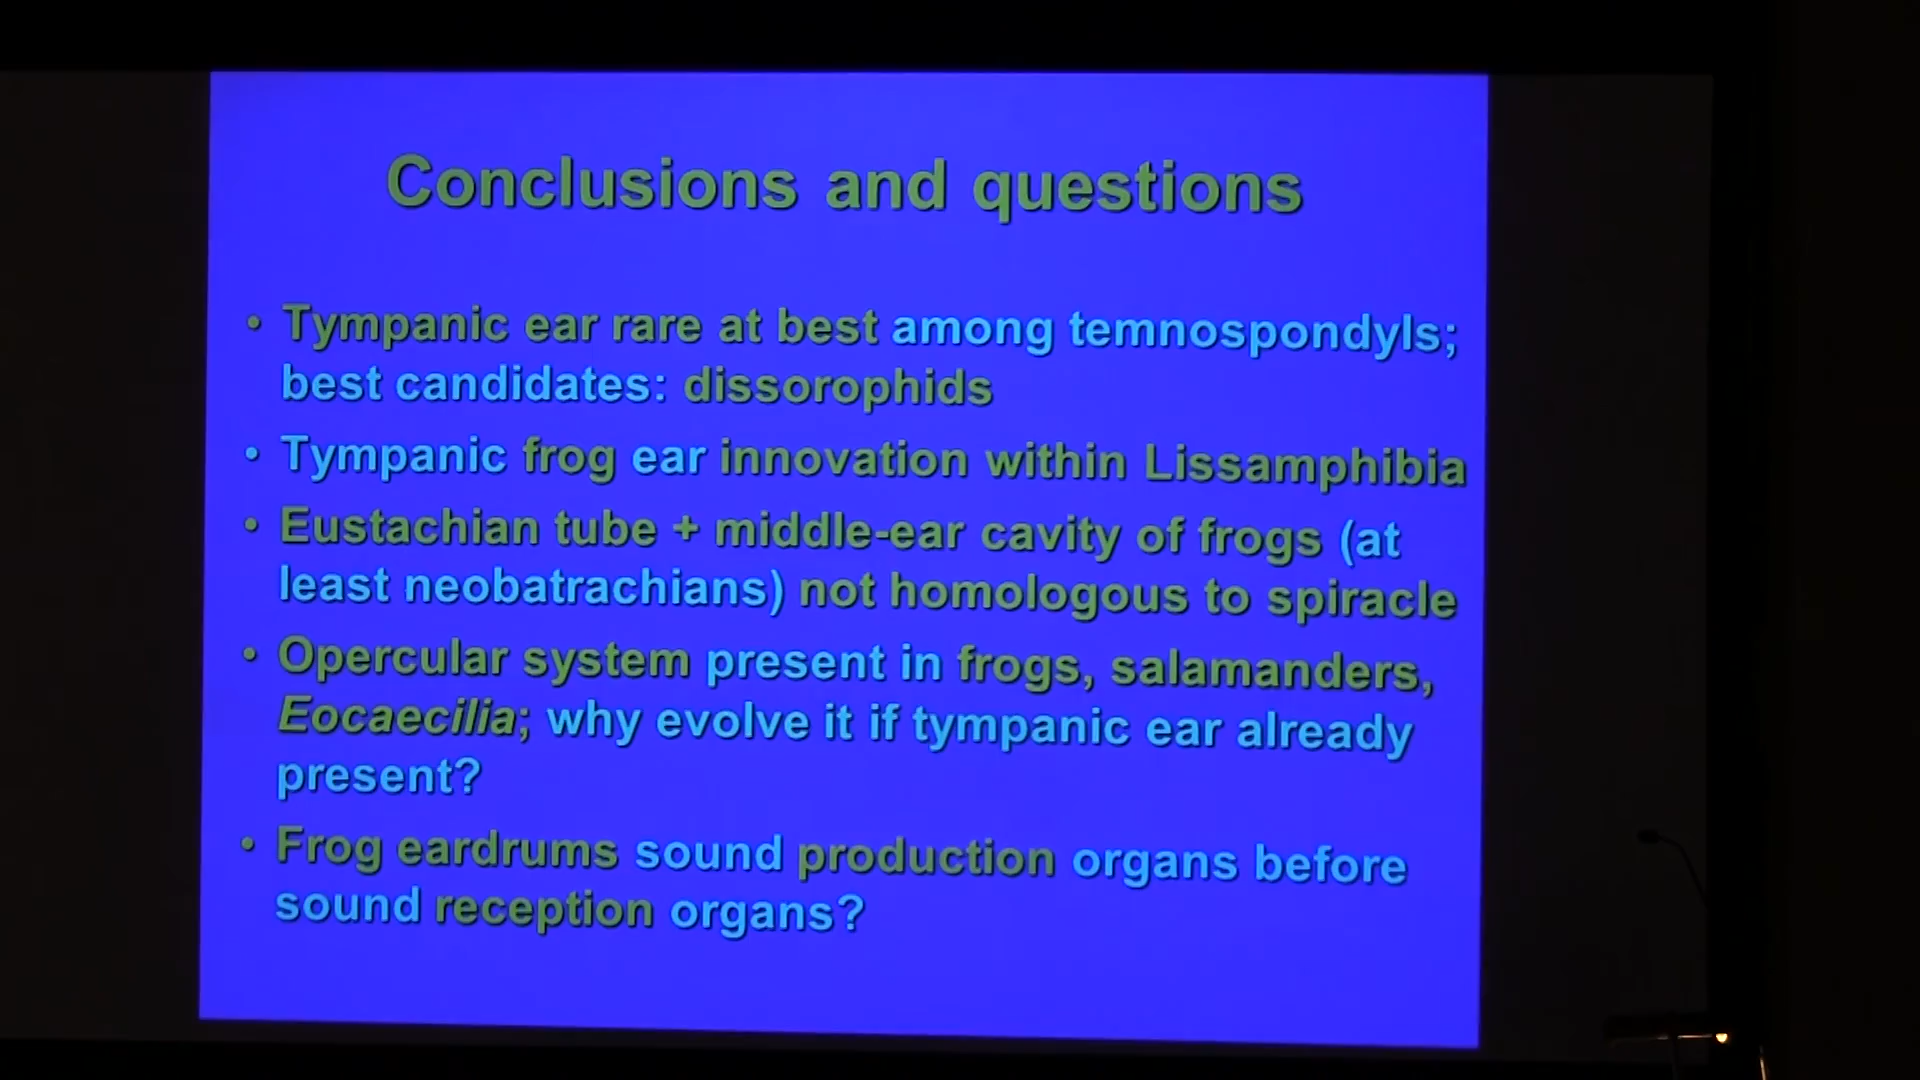 Conclusions and questions
• Tympanic ear rare at best among temnospondyls;
best candidates: dissorophids
• Tympanic frog ear innovation within Lissamphibia
• Eustachian tube + middle-ear cavity of frogs (at
least neobatrachians) not homologous to spiracle
• Opercular system present in frogs, salamanders,
Eocaecilia; why evolve it if tympanic ear already
present?
• Frog eardrums sound production organs before
sound reception organs?